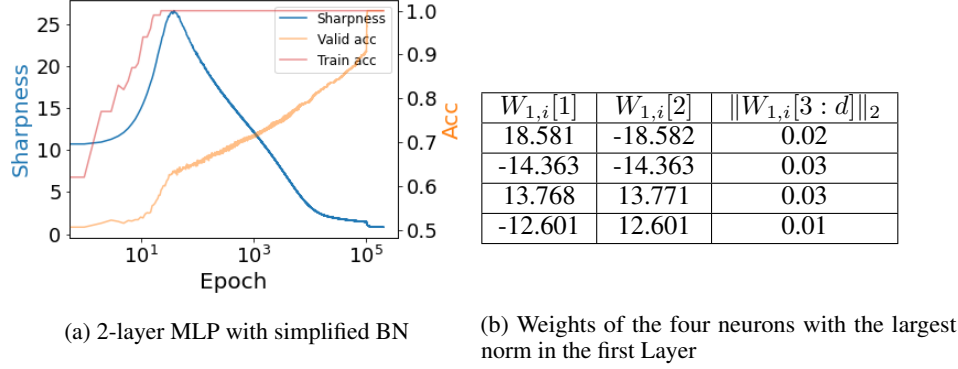 Sharpness
Valid acc
Train acc
25
20
15
10
5
0
1.0
0.9
0.8
0.7
0.6
0.5
10^1
10^3
10^5
Sharpness
Acc
Epoch
(a) 2-layer MLP with simplified BN
W_{1,i}[1] W_{1,i}[2] ‖W_{1,i}[3 : d]‖_2
18.581 -18.582 0.02
-14.363 -14.363 0.03
13.768 13.771 0.03
-12.601 12.601 0.01
(b) Weights of the four neurons with the largest
norm in the first Layer